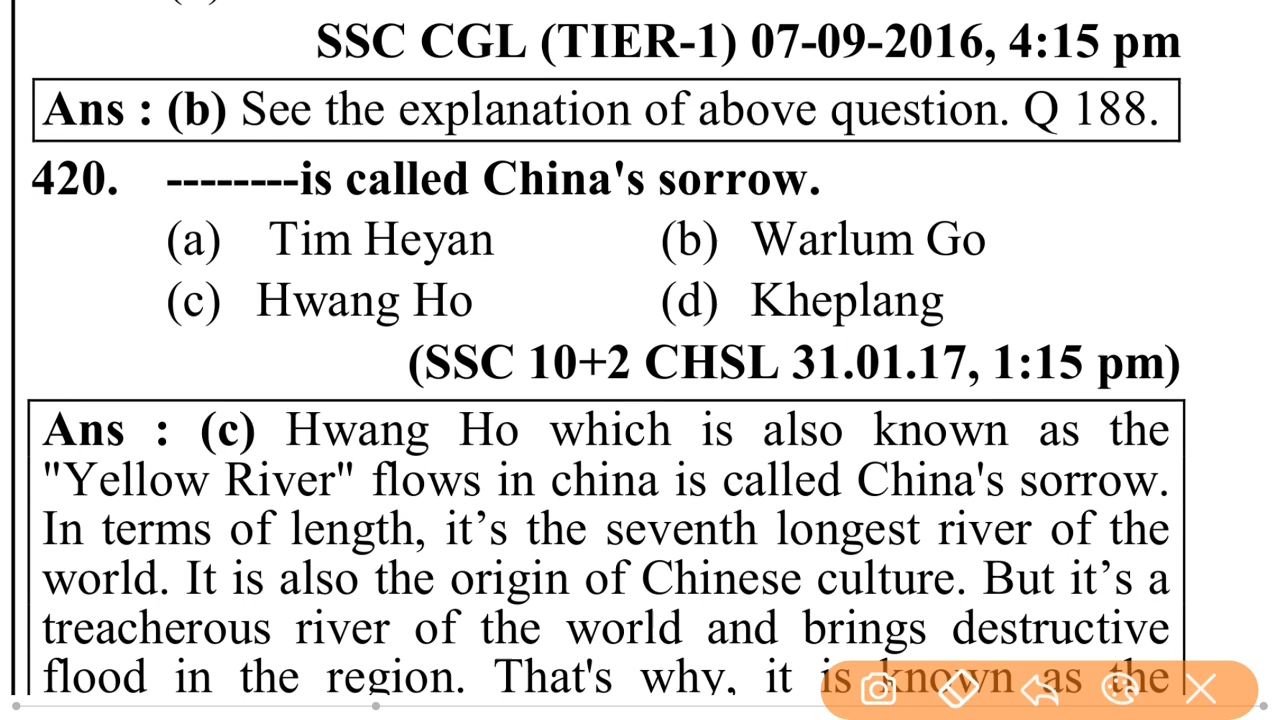 SSC CGL (TIER-1) 07-09-2016, 4:15 pm
Ans : (b) See the explanation of above question. Q 188.
420. --------is called China's sorrow.
(a) Tim Heyan (b) Warlum Go
(c) Hwang Ho (d) Kheplang
(SSC 10+2 CHSL 31.01.17, 1:15 pm)
Ans : (c) Hwang Ho which is also known as the
"Yellow River" flows in china is called China's sorrow.
In terms of length, it’s the seventh longest river of the
world. It is also the origin of Chinese culture. But it’s a
treacherous river of the world and brings destructive
flood in the region. That's why, it is known as the